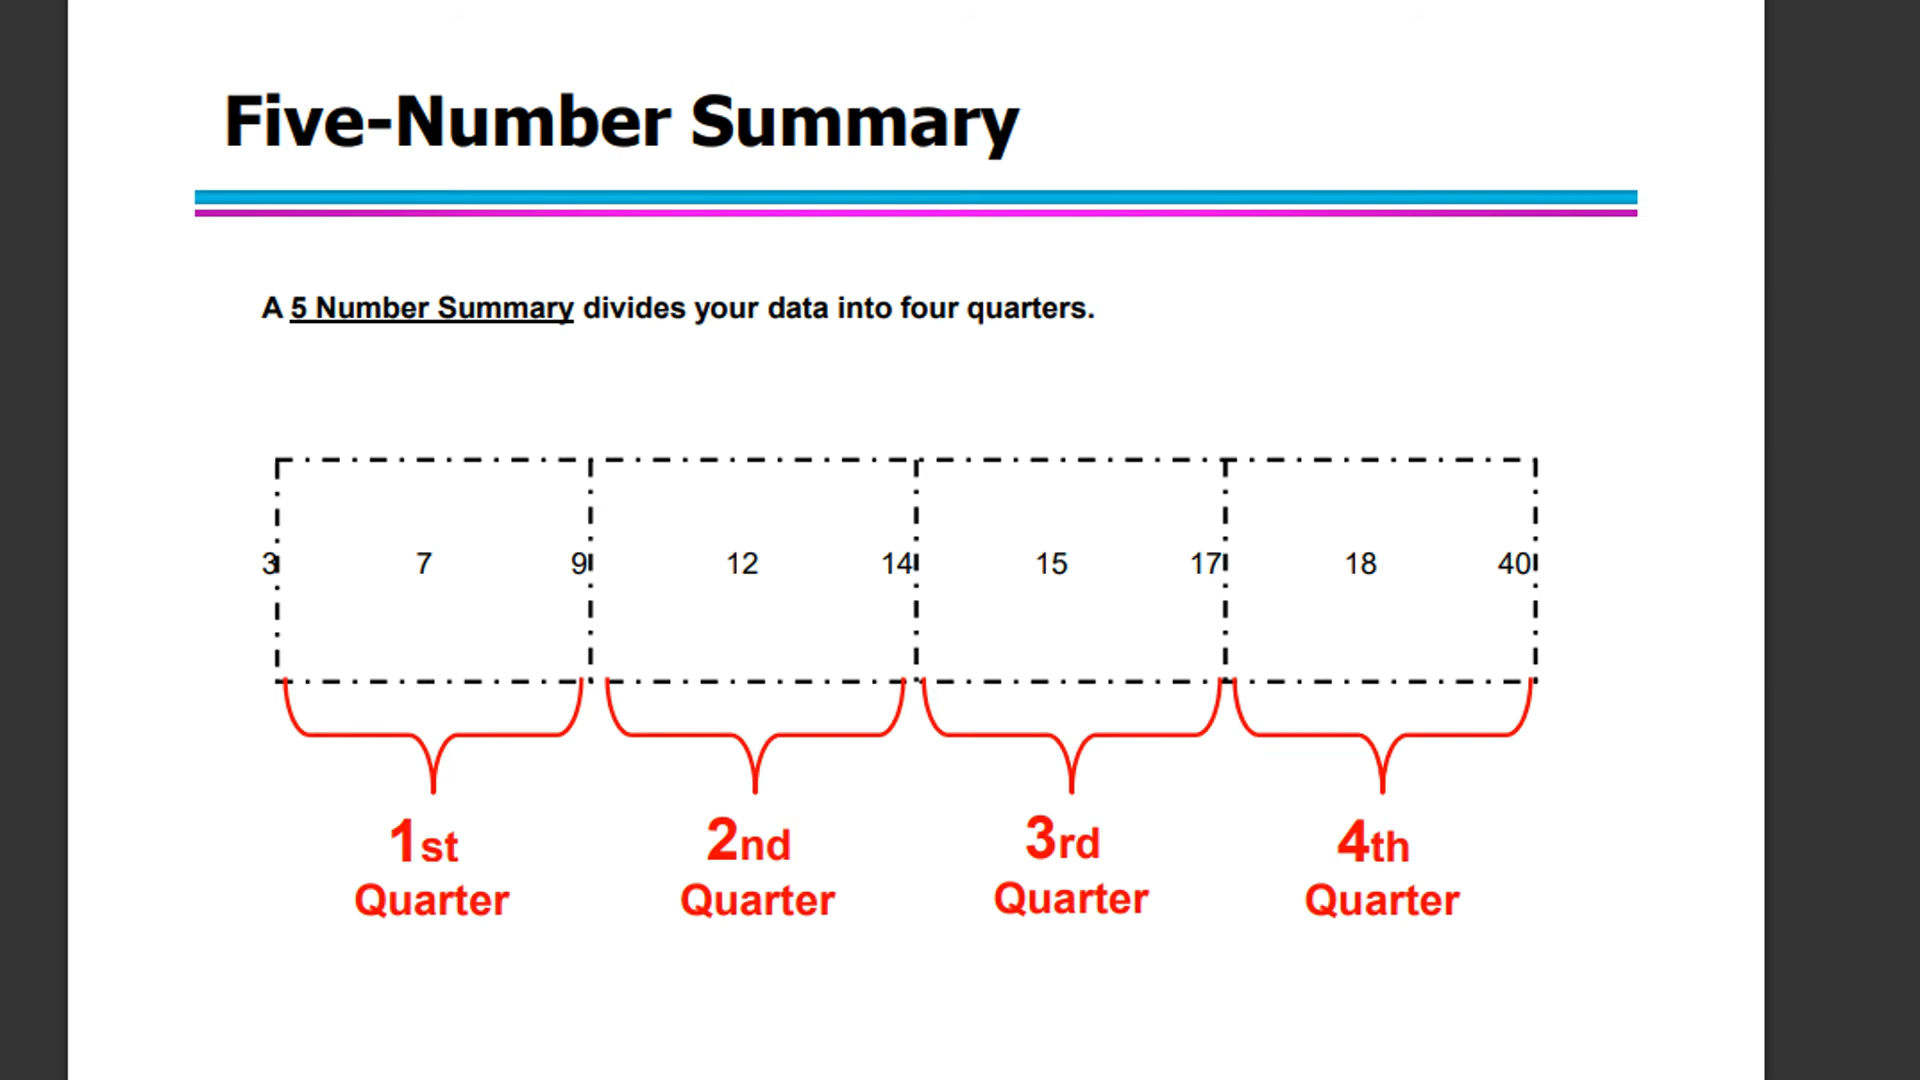 Five-Number Summary
A 5 Number Summary divides your data into four quarters.
3 7 9 12 14 15 17 18 40
1st Quarter
2nd Quarter
3rd Quarter
4th Quarter